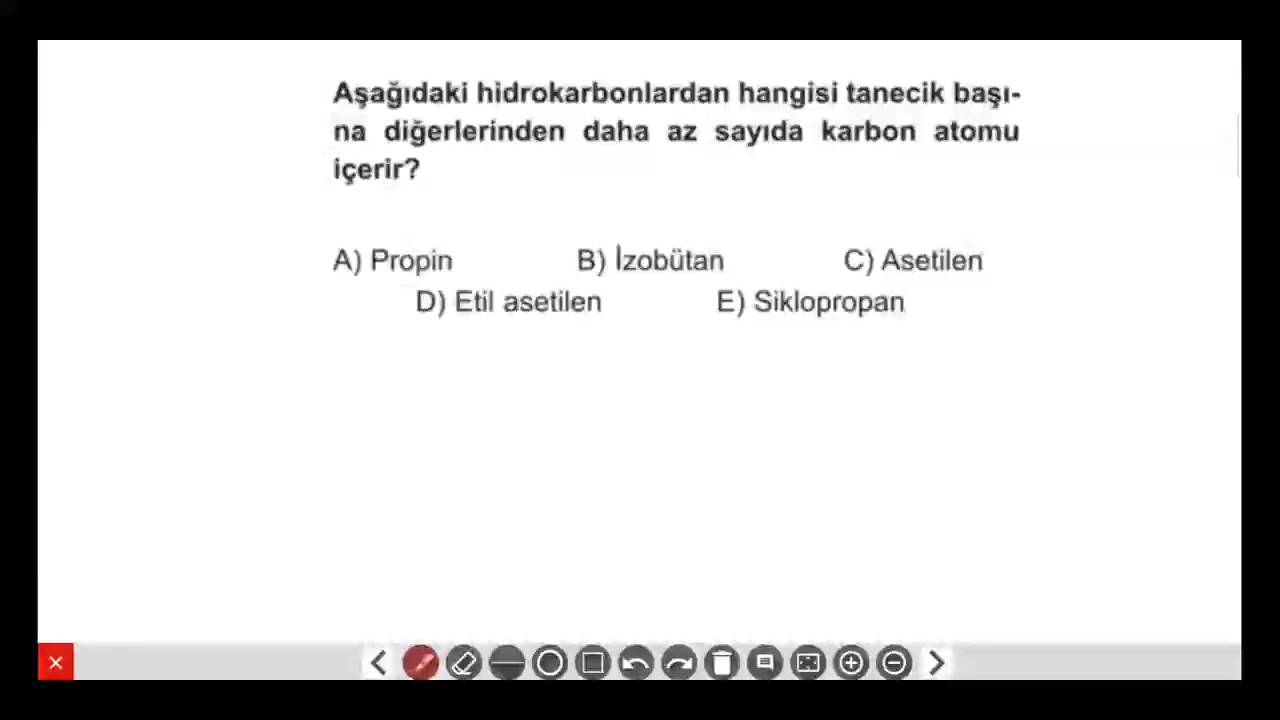 Aşağıdaki hidrokarbonlardan hangisi tanecik başı-
na diğerlerinden daha az sayıda karbon atomu
içerir?
A) Propin B) İzobütan C) Asetilen
D) Etil asetilen E) Siklopropan